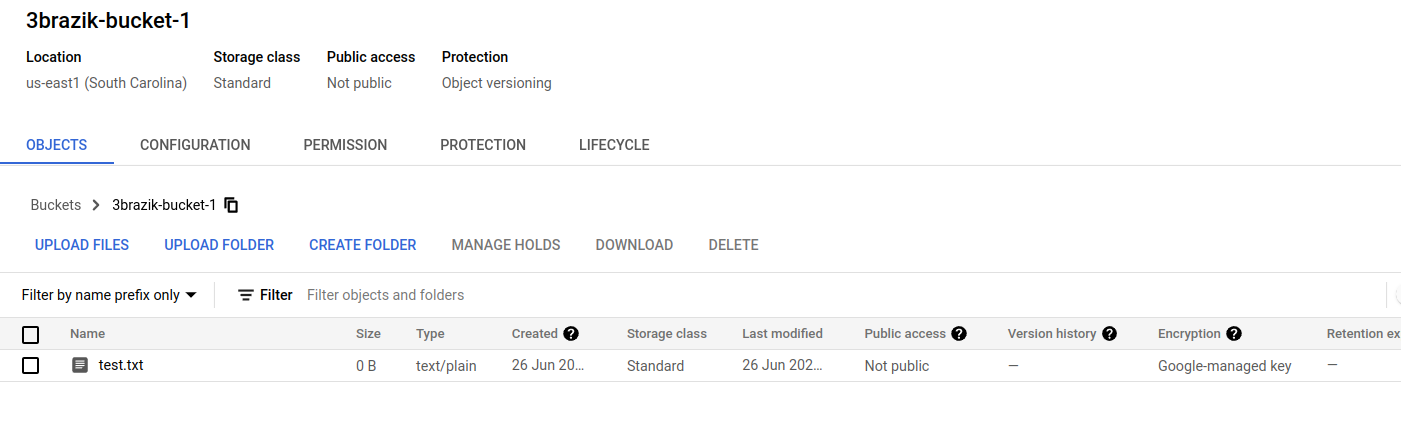 3brazik-bucket-1
Location Storage class Public access Protection
us-east1 (South Carolina) Standard Not public Object versioning
OBJECTS CONFIGURATION PERMISSION PROTECTION LIFECYCLE
Buckets 3brazik-bucket-1
UPLOAD FILES UPLOAD FOLDER CREATE FOLDER MANAGE HOLDS DOWNLOAD DELETE
Filter by name prefix only Filter Filter objects and folders
Name Size Type Created Storage class Last modified Public access Version history Encryption Retention ex
test.txt 0 B text/plain 26 Jun 20... Standard 26 Jun 202... Not public — Google-managed key —